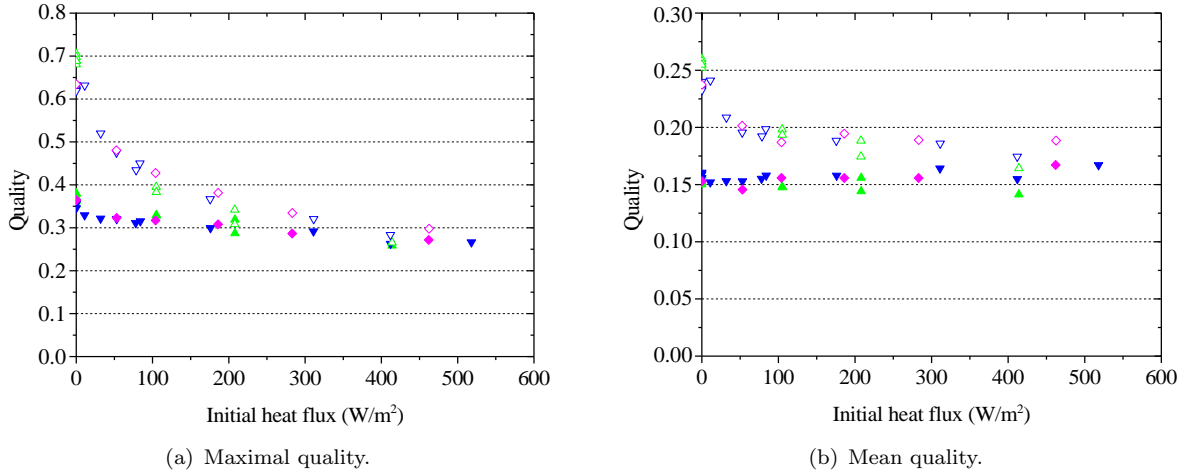 0.8
0.7
0.6
0.5
0.4
0.3
0.2
0.1
0.0
Quality
0 100 200 300 400 500 600
Initial heat flux (W/m²)
(a) Maximal quality.
0.30
0.25
0.20
0.15
0.10
0.05
0.00
Quality
0 100 200 300 400 500 600
Initial heat flux (W/m²)
(b) Mean quality.